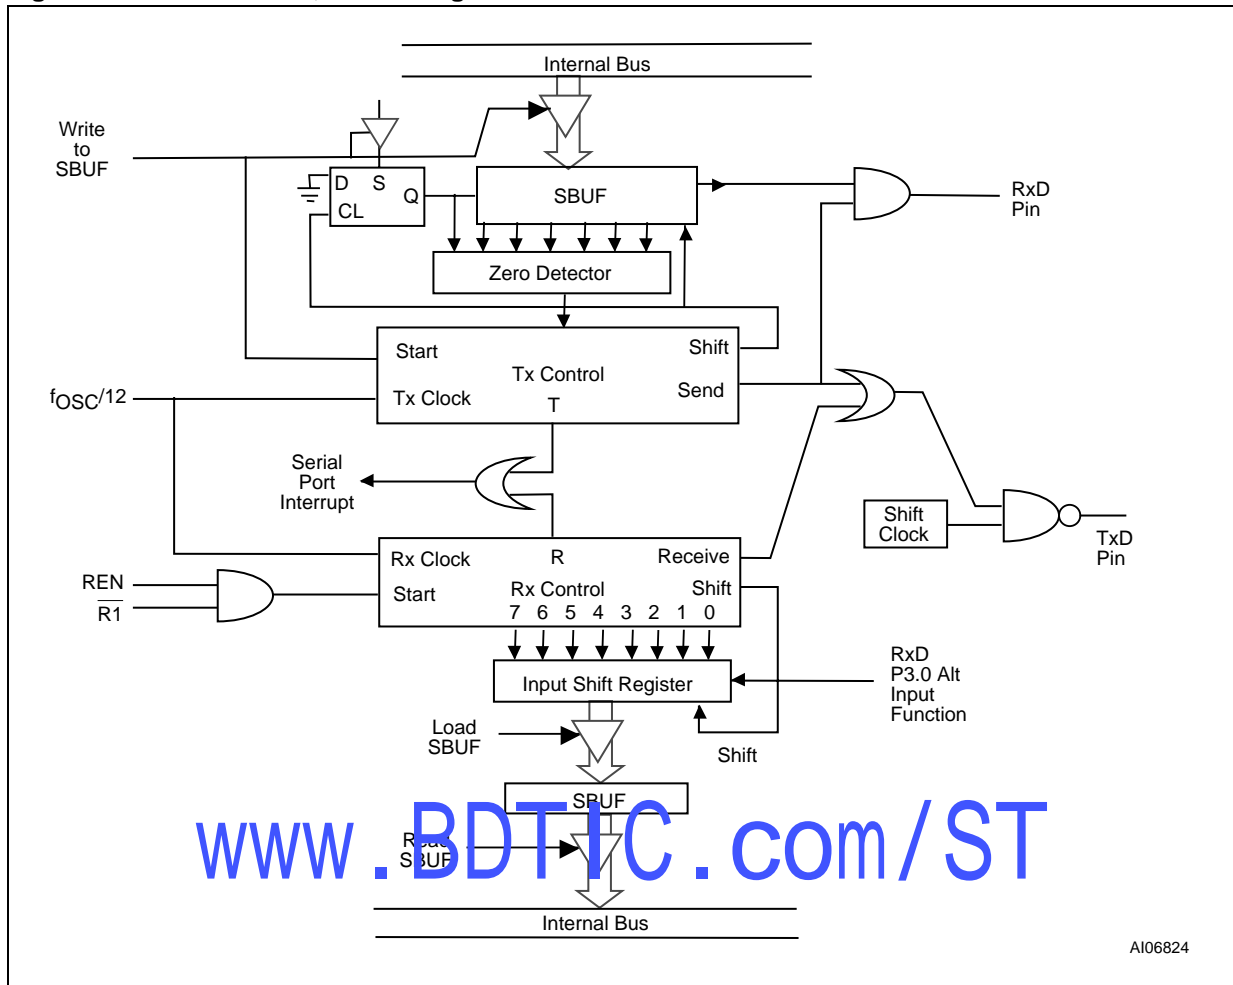 Internal Bus
Write
to
SBUF
D S
Q
CL
SBUF
RxD
Pin
Zero Detector
Start
Shift
Tx Control
Send
fOSC/12
Tx Clock
T
Serial
Port
Interrupt
Shift
Clock
TxD
Pin
Rx Clock
R
Receive
REN
R1
Start
Rx Control
Shift
7 6 5 4 3 2 1 0
RxD
P3.0 Alt
Input
Function
Input Shift Register
Load
SBUF
Shift
SBUF
Read
SBUF
www.BDTIC.com/ST
Internal Bus
AI06824